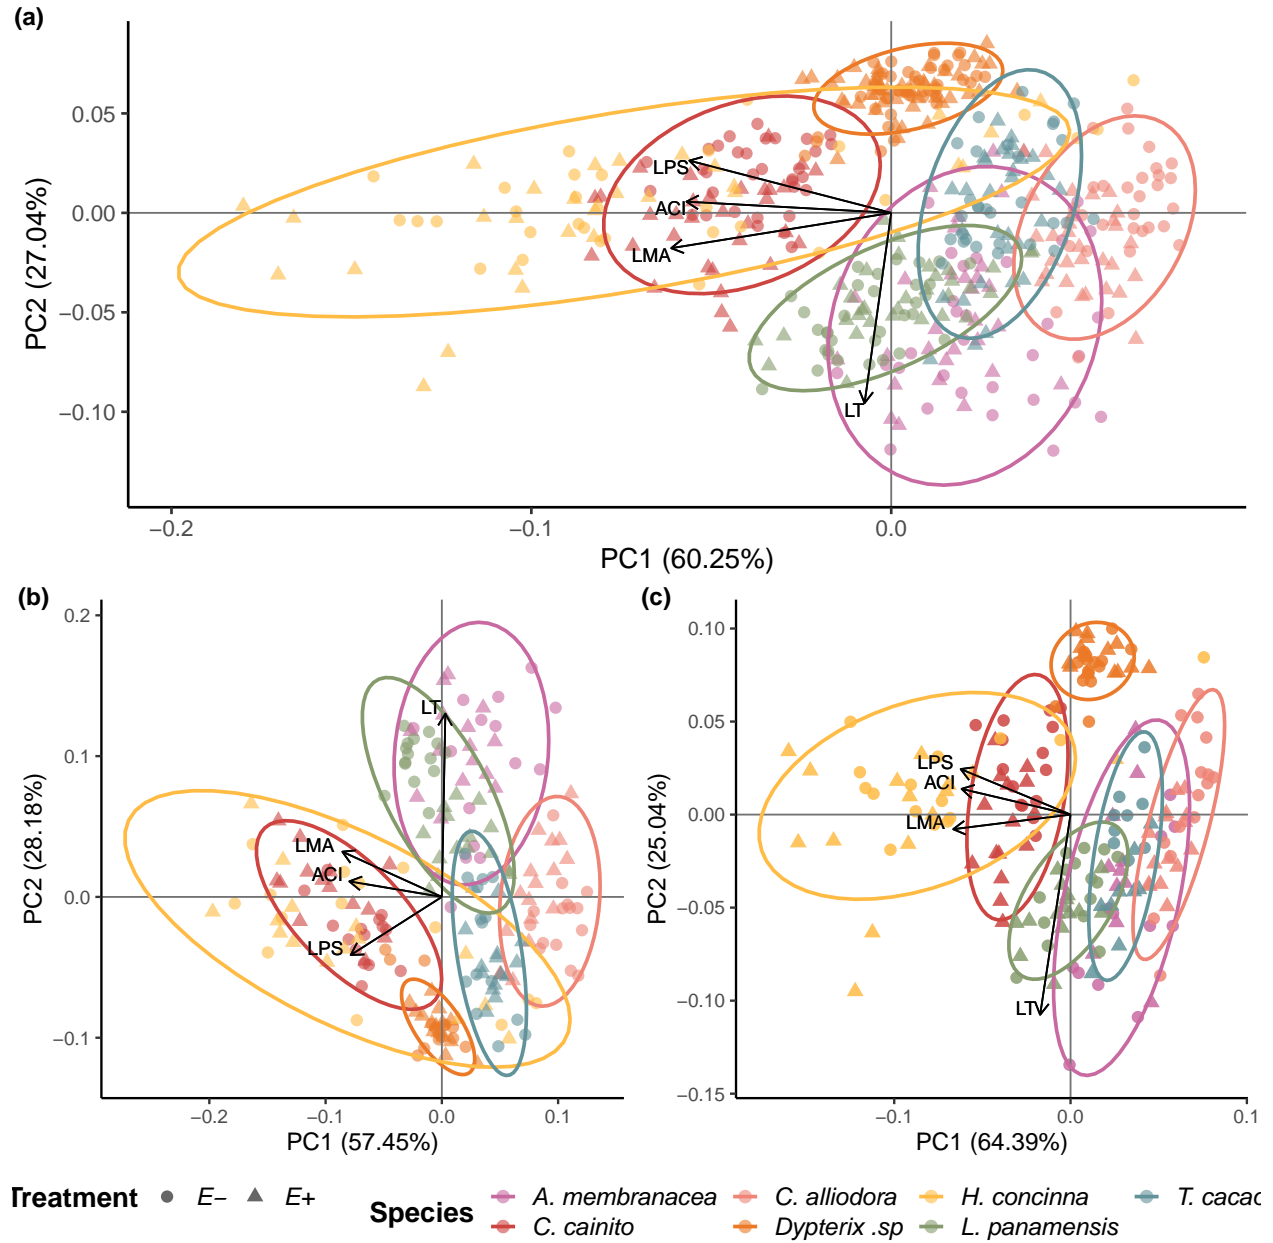 (a)
0.05
0.00
−0.05
−0.10
PC2 (27.04%)
LPS
ACI
LMA
LT
−0.2
−0.1
0.0
PC1 (60.25%)
(b)
0.2
0.1
0.0
−0.1
PC2 (28.18%)
LT
LMA
ACI
LPS
−0.2
−0.1
0.0
0.1
PC1 (57.45%)
(c)
0.10
0.05
0.00
−0.05
−0.10
−0.15
PC2 (25.04%)
LPS
ACI
LMA
LT
−0.1
0.0
0.1
PC1 (64.39%)
Treatment E− E+
Species
A. membranacea C. alliodora H. concinna T. cacao
C. cainito Dypterix .sp L. panamensis